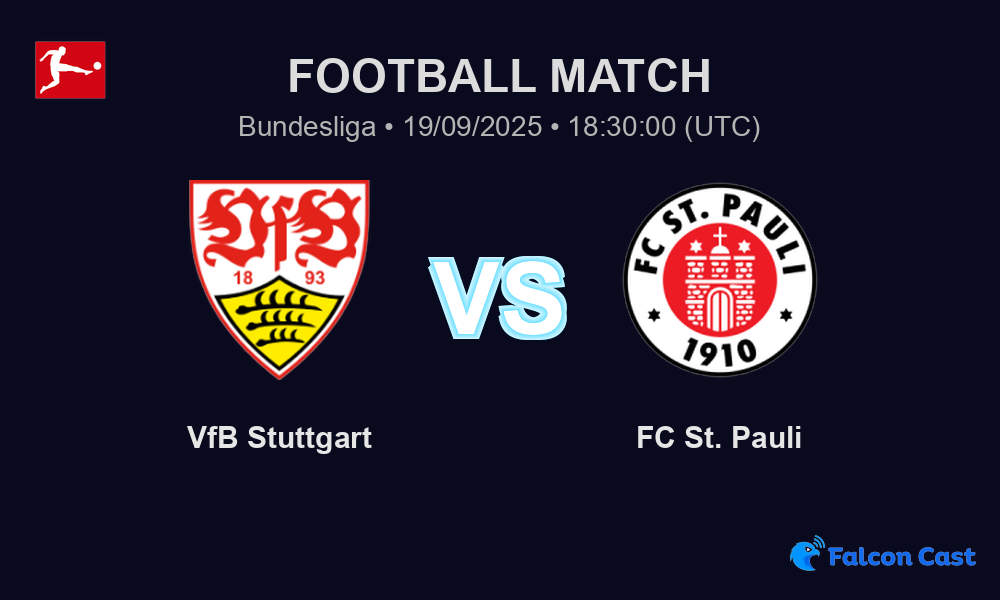 FOOTBALL MATCH
Bundesliga • 19/09/2025 • 18:30:00 (UTC)
VfB
18 93
VS
FC ST. PAULI
1910
VfB Stuttgart
FC St. Pauli
Falcon Cast